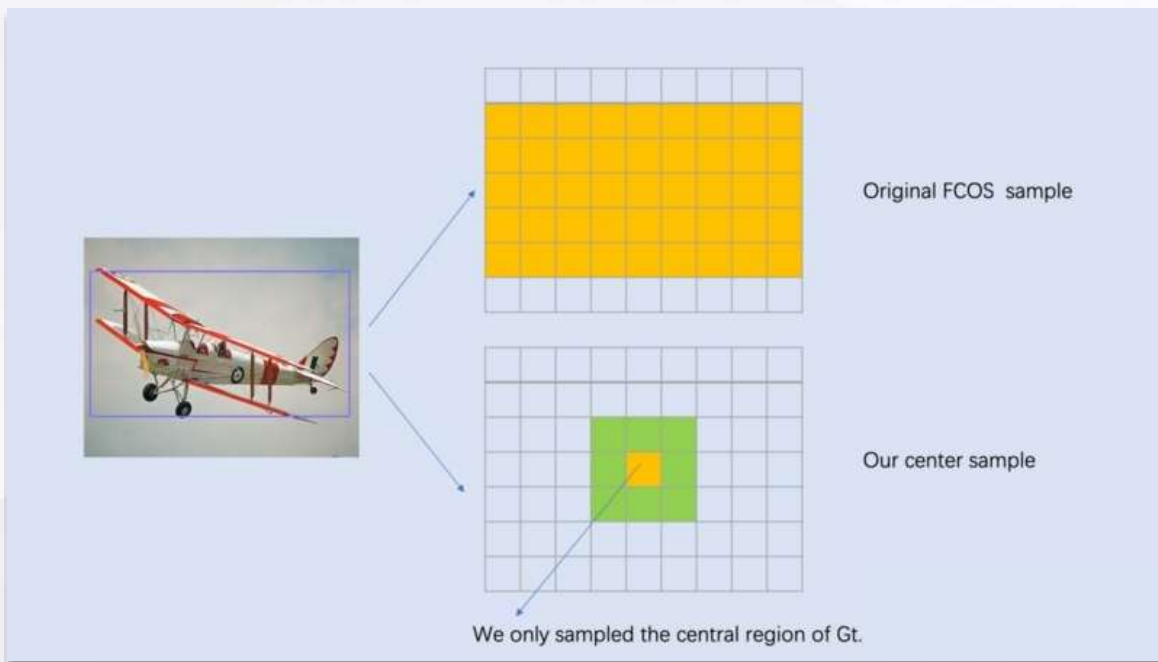 Original FCOS sample
Our center sample
We only sampled the central region of Gt.